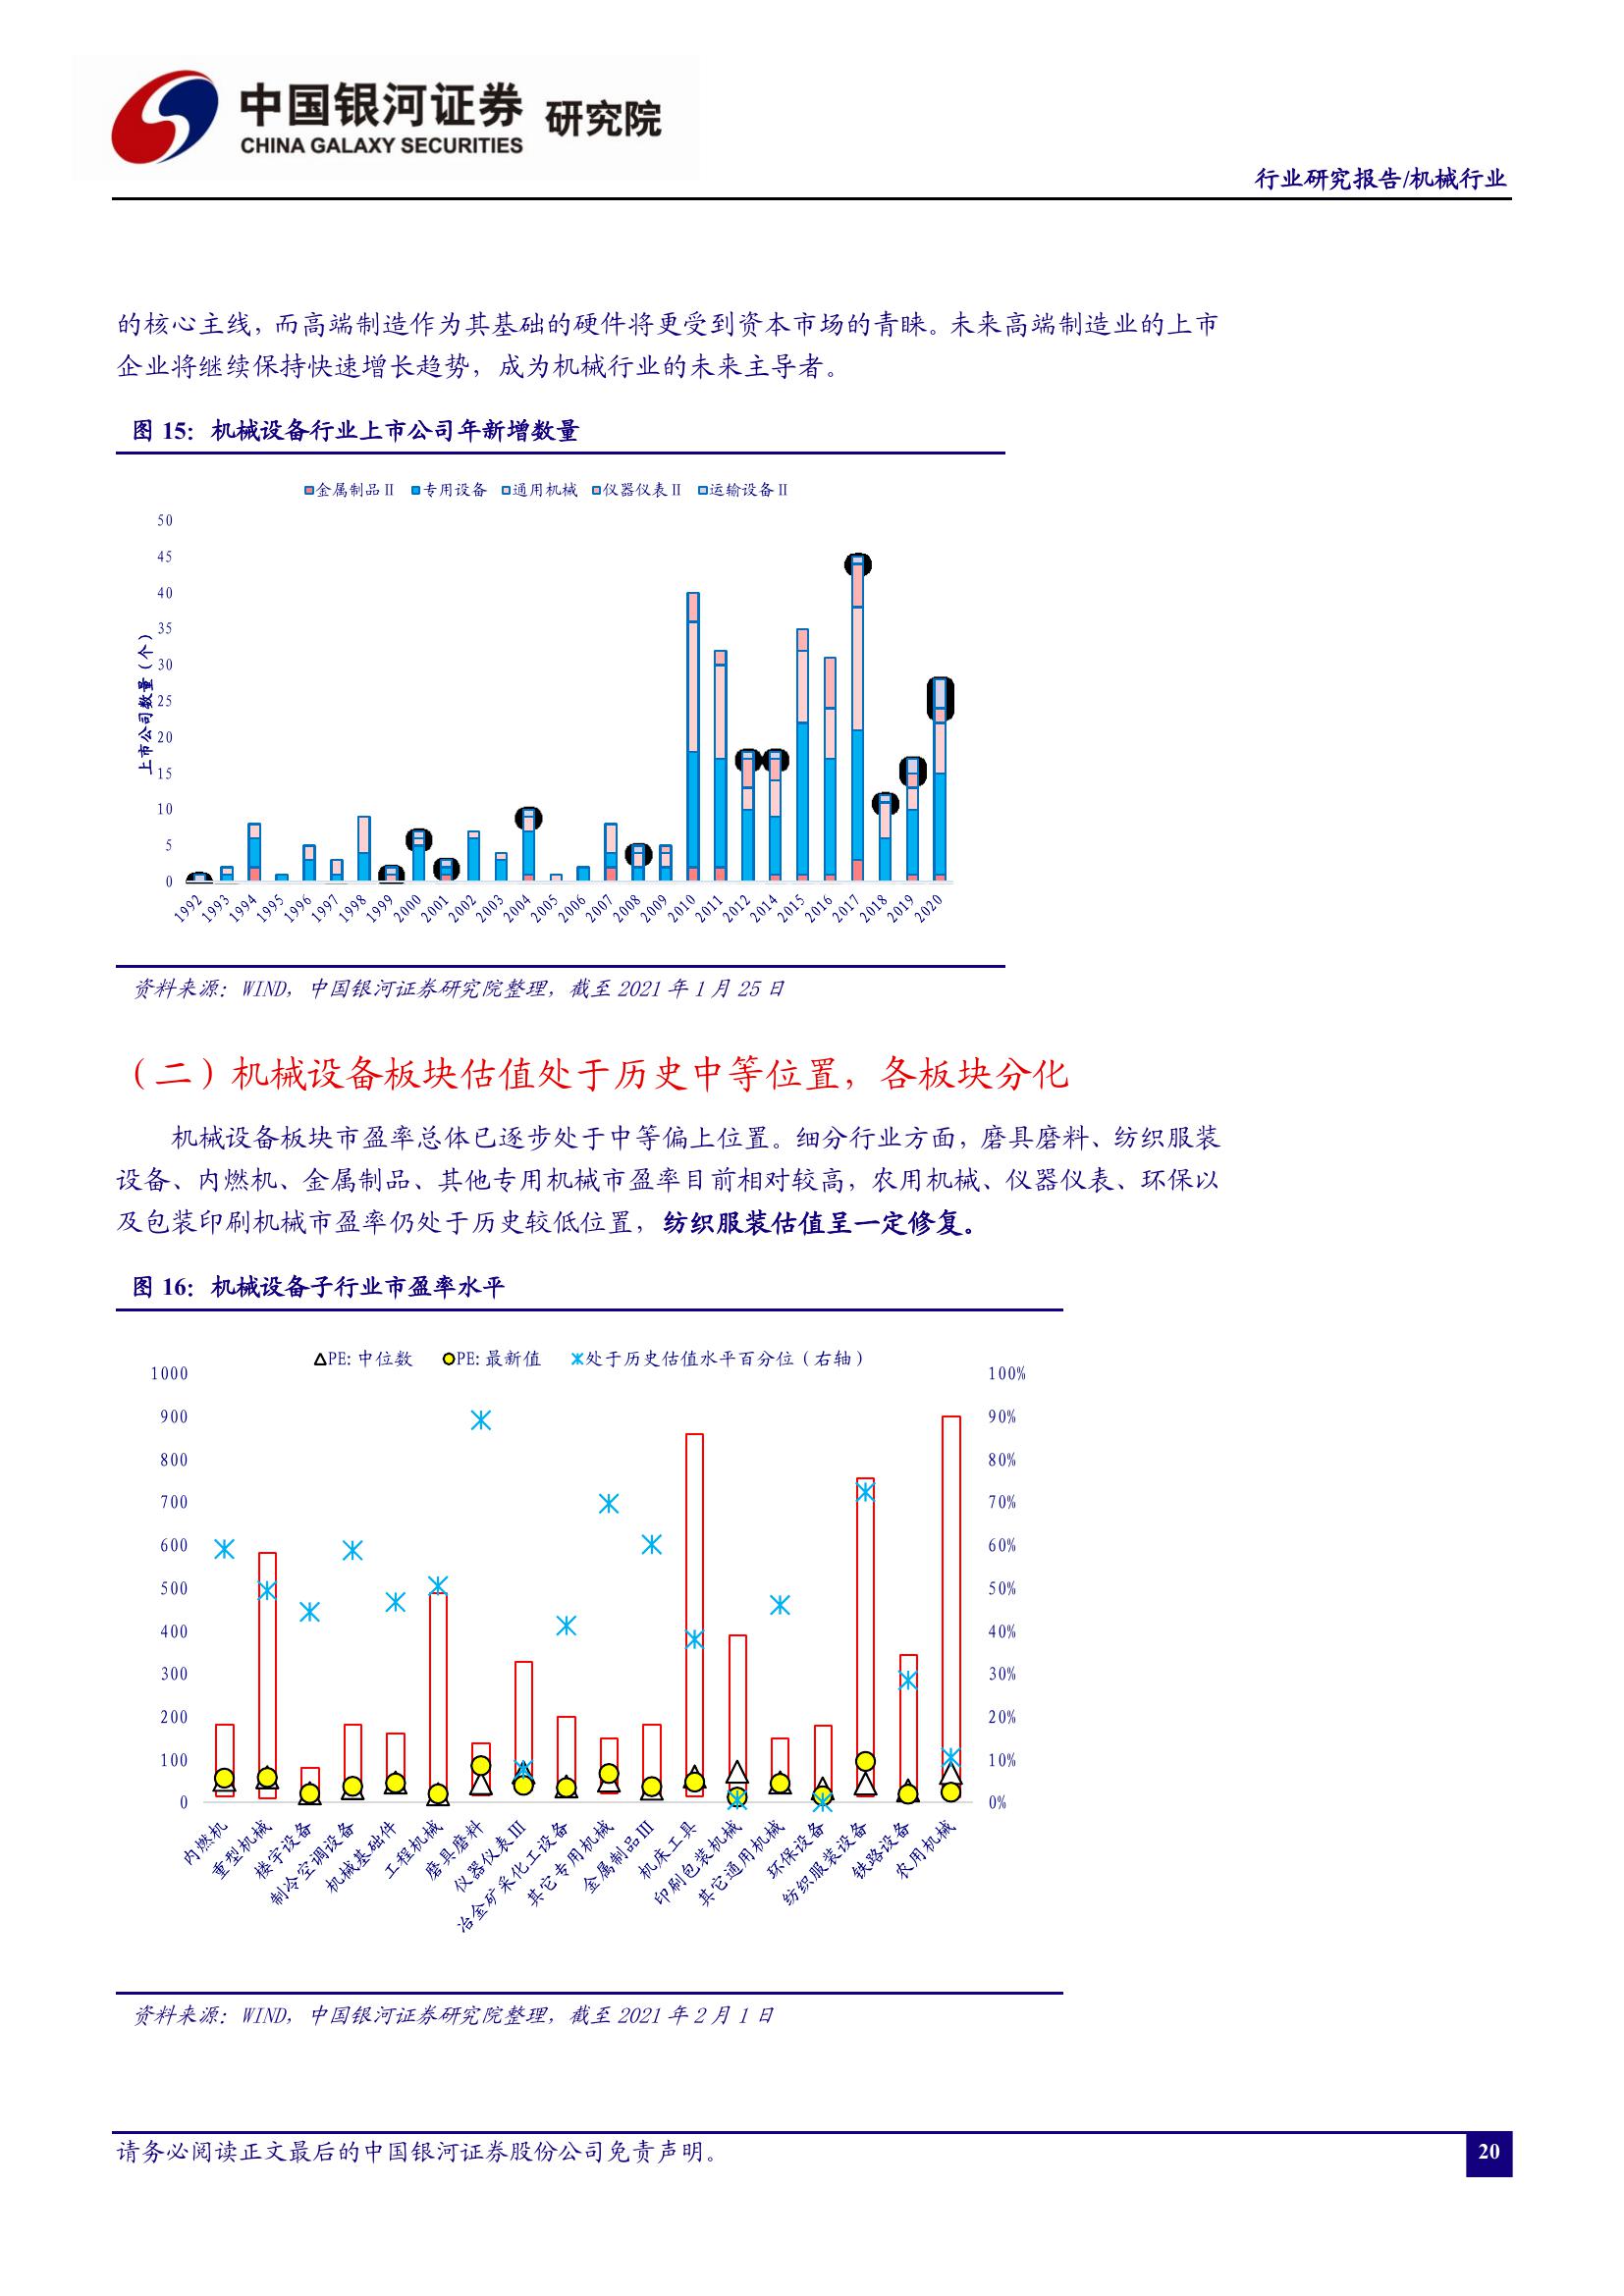 中国银河证券 研究院
CHINA GALAXY SECURITIES
行业研究报告/机械行业
的核心主线，而高端制造作为其基础的硬件将更受到资本市场的青睐。未来高端制造业的上市
企业将继续保持快速增长趋势，成为机械行业的未来主导者。
图 15：机械设备行业上市公司年新增数量
金属制品Ⅱ 专用设备 通用机械 仪器仪表Ⅱ 运输设备Ⅱ
上市公司数量（个）
50
45
40
35
30
25
20
15
10
5
0
1992 1993 1994 1995 1996 1997 1998 1999 2000 2001 2002 2003 2004 2005 2006 2007 2008 2009 2010 2011 2012 2014 2015 2016 2017 2018 2019 2020
资料来源：WIND，中国银河证券研究院整理，截至 2021 年 1 月 25 日
（二）机械设备板块估值处于历史中等位置，各板块分化
机械设备板块市盈率总体已逐步处于中等偏上位置。细分行业方面，磨具磨料、纺织服装
设备、内燃机、金属制品、其他专用机械市盈率目前相对较高，农用机械、仪器仪表、环保以
及包装印刷机械市盈率仍处于历史较低位置，纺织服装估值呈一定修复。
图 16：机械设备子行业市盈率水平
PE: 中位数 PE: 最新值 处于历史估值水平百分位（右轴）
1000 100%
900 90%
800 80%
700 70%
600 60%
500 50%
400 40%
300 30%
200 20%
100 10%
0 0%
内燃机 重型机械 楼宇设备 制冷空调设备 机械基础件 工程机械 磨具磨料 仪器仪表Ⅲ 冶金矿采化工设备 其它专用机械 金属制品Ⅲ 机床工具 印刷包装机械 其它通用机械 环保设备 纺织服装设备 铁路设备 农用机械
资料来源：WIND，中国银河证券研究院整理，截至 2021 年 2 月 1 日
请务必阅读正文最后的中国银河证券股份公司免责声明。
20